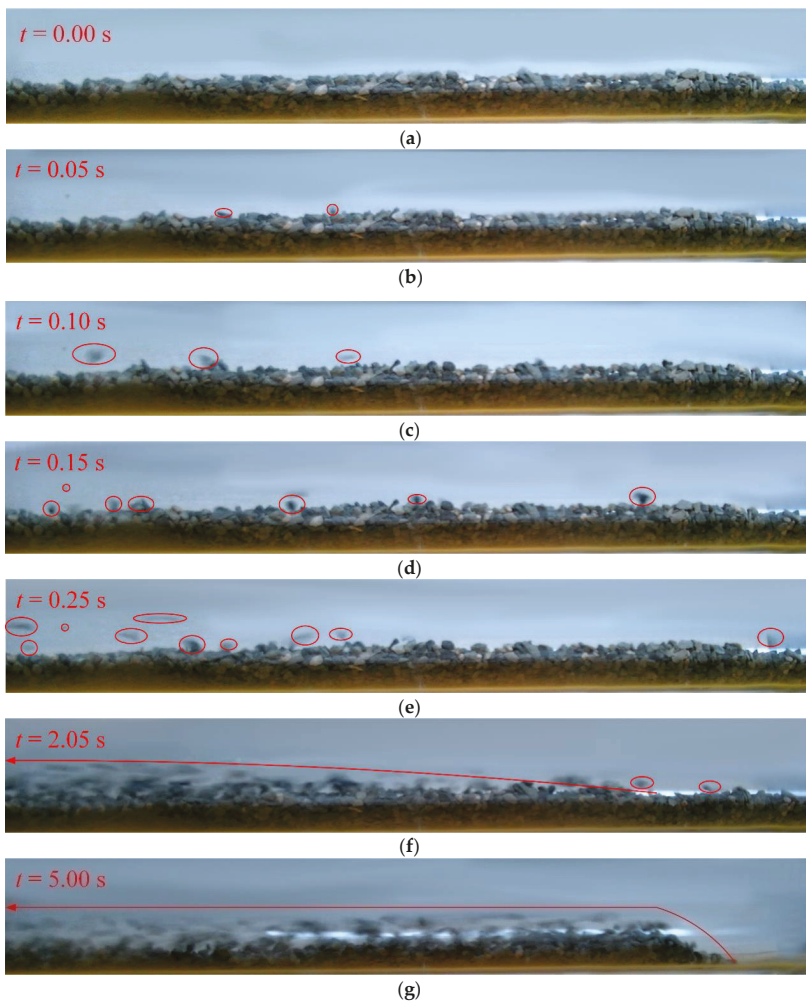 t = 0.00 s
(a)
t = 0.05 s
(b)
t = 0.10 s
(c)
t = 0.15 s
(d)
t = 0.25 s
(e)
t = 2.05 s
(f)
t = 5.00 s
(g)